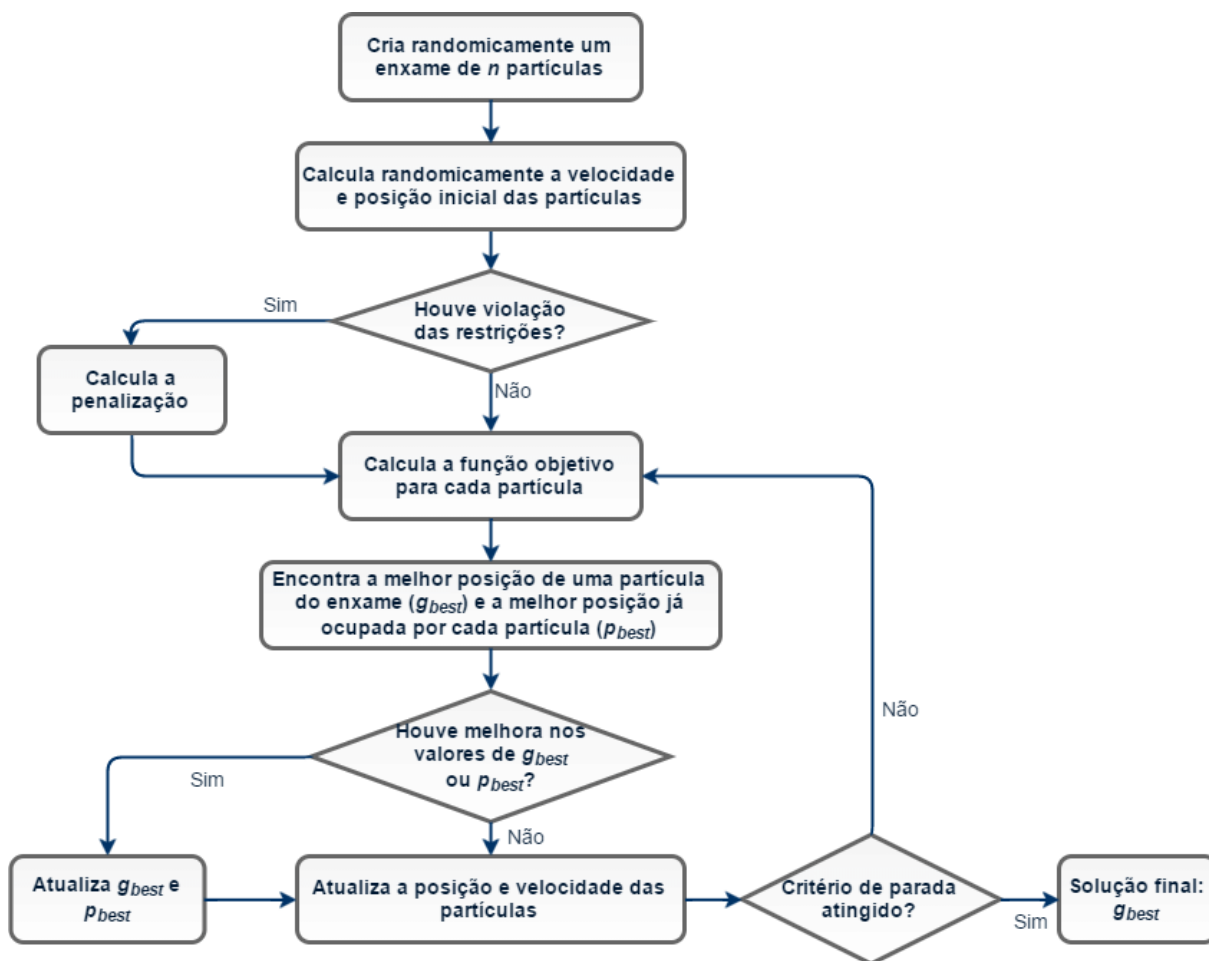 Cria randomicamente um
enxame de n partículas
Calcula randomicamente a velocidade
e posição inicial das partículas
Houve violação
das restrições?
Sim
Não
Calcula a
penalização
Calcula a função objetivo
para cada partícula
Encontra a melhor posição de uma partícula
do enxame (gbest) e a melhor posição já
ocupada por cada partícula (pbest)
Houve melhora nos
valores de gbest
ou pbest?
Sim
Não
Atualiza gbest e
pbest
Atualiza a posição e velocidade das
partículas
Critério de parada
atingido?
Não
Sim
Solução final:
gbest